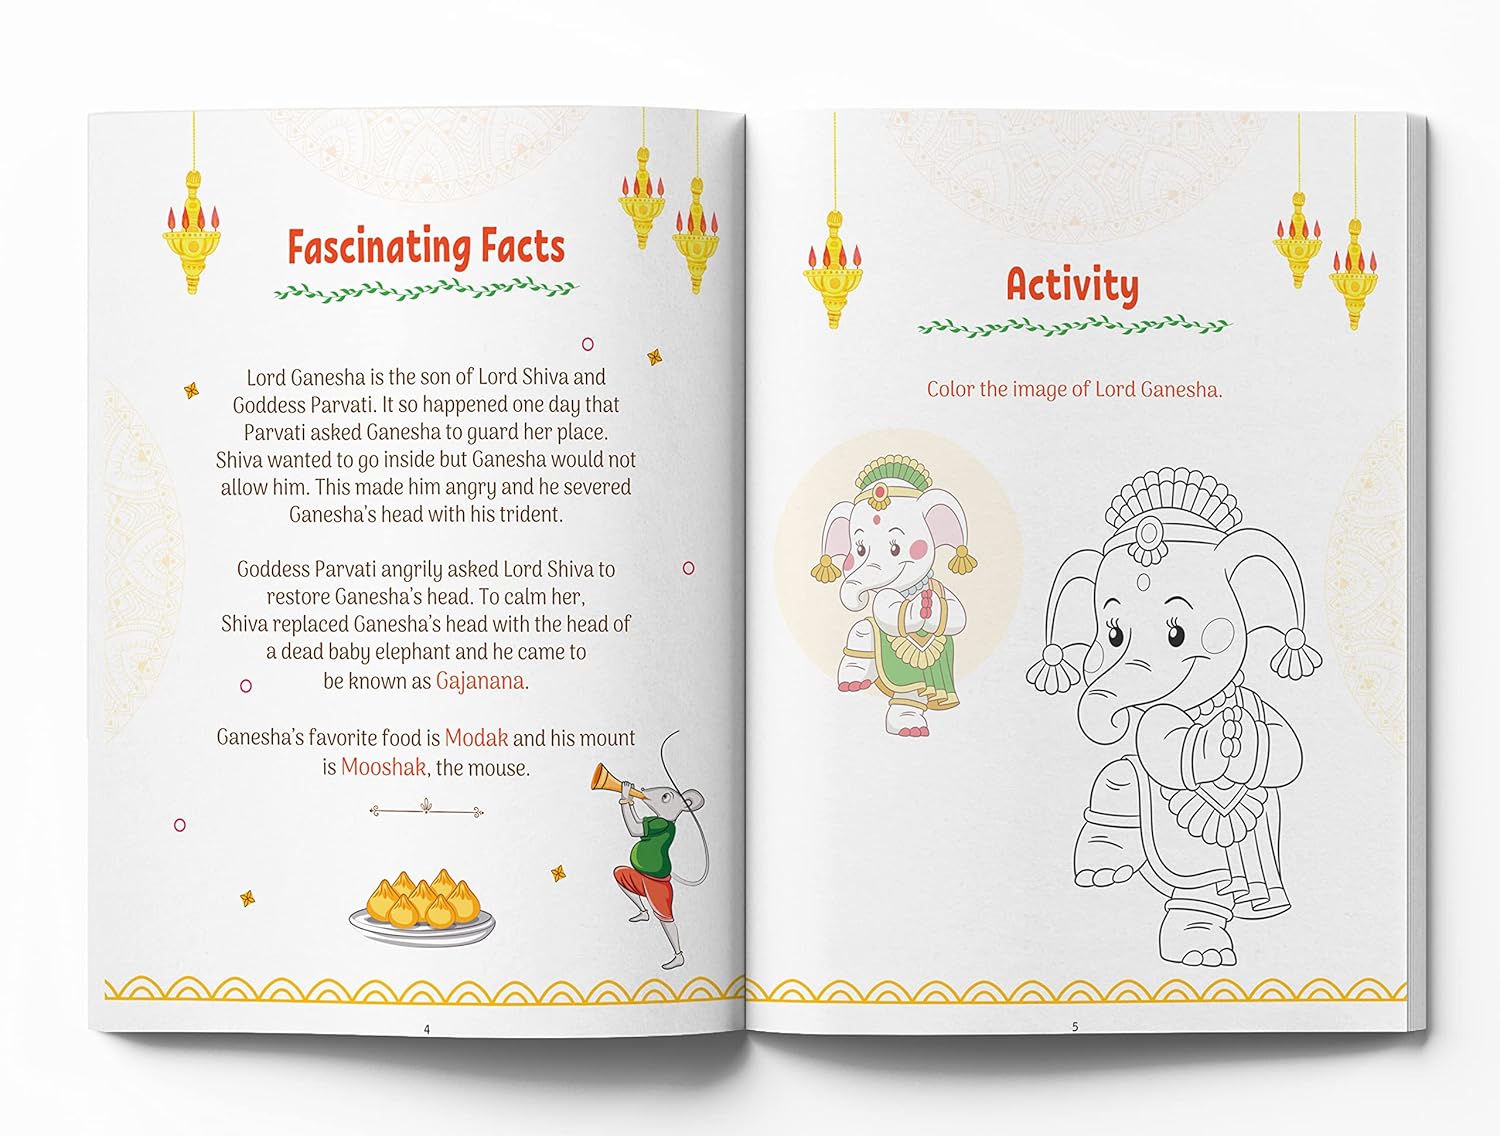 Fascinating Facts
Lord Ganesha is the son of Lord Shiva and
Goddess Parvati. It so happened one day that
Parvati asked Ganesha to guard her place.
Shiva wanted to go inside but Ganesha would not
allow him. This made him angry and he severed
Ganesha's head with his trident.
Goddess Parvati angrily asked Lord Shiva to
restore Ganesha's head. To calm her,
Shiva replaced Ganesha's head with the head of
a dead baby elephant and he came to
be known as Gajanana.
Ganesha's favorite food is Modak and his mount
is Mooshak, the mouse.
4
Activity
Color the image of Lord Ganesha.
5